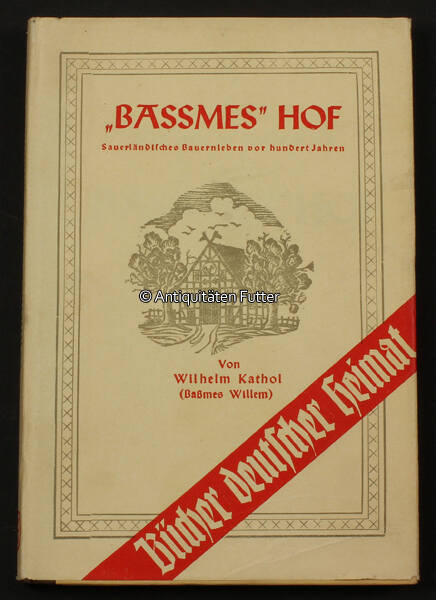 „BASSMES" HOF
Sauerländisches Bauernleben vor hundert Jahren
© Antiquitäten Futter
Von
Wilhelm Kathol
(Baßmes Willem)
Bücher deutscher Heimat